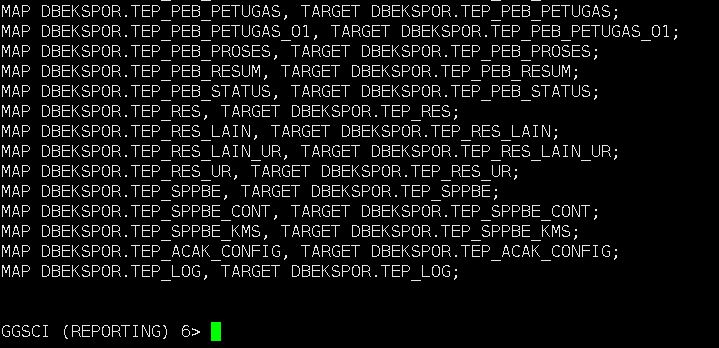 MAP DBEKSPOR.TEP_PEB_PETUGAS, TARGET DBEKSPOR.TEP_PEB_PETUGAS;
MAP DBEKSPOR.TEP_PEB_PETUGAS_01, TARGET DBEKSPOR.TEP_PEB_PETUGAS_01;
MAP DBEKSPOR.TEP_PEB_PROSES, TARGET DBEKSPOR.TEP_PEB_PROSES;
MAP DBEKSPOR.TEP_PEB_RESUM, TARGET DBEKSPOR.TEP_PEB_RESUM;
MAP DBEKSPOR.TEP_PEB_STATUS, TARGET DBEKSPOR.TEP_PEB_STATUS;
MAP DBEKSPOR.TEP_RES, TARGET DBEKSPOR.TEP_RES;
MAP DBEKSPOR.TEP_RES_LAIN, TARGET DBEKSPOR.TEP_RES_LAIN;
MAP DBEKSPOR.TEP_RES_LAIN_UR, TARGET DBEKSPOR.TEP_RES_LAIN_UR;
MAP DBEKSPOR.TEP_RES_UR, TARGET DBEKSPOR.TEP_RES_UR;
MAP DBEKSPOR.TEP_SPPBE, TARGET DBEKSPOR.TEP_SPPBE;
MAP DBEKSPOR.TEP_SPPBE_CONT, TARGET DBEKSPOR.TEP_SPPBE_CONT;
MAP DBEKSPOR.TEP_SPPBE_KMS, TARGET DBEKSPOR.TEP_SPPBE_KMS;
MAP DBEKSPOR.TEP_ACAK_CONFIG, TARGET DBEKSPOR.TEP_ACAK_CONFIG;
MAP DBEKSPOR.TEP_LOG, TARGET DBEKSPOR.TEP_LOG;
GGSCI (REPORTING) 6>